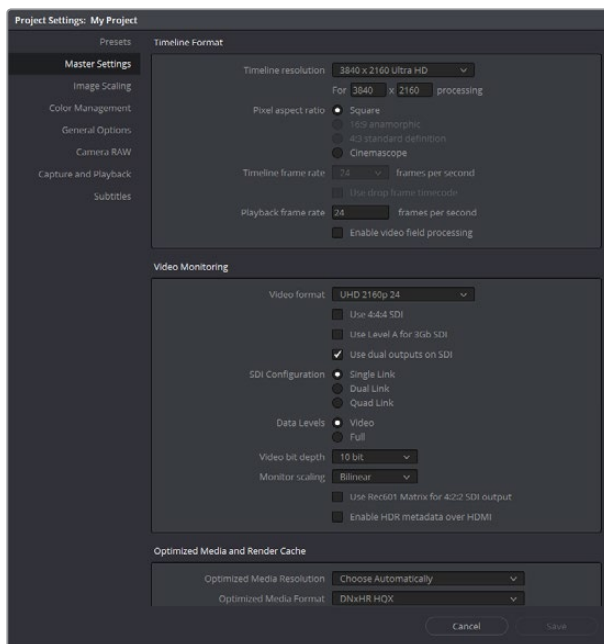 Project Settings: My Project
Presets
Master Settings
Image Scaling
Color Management
General Options
Camera RAW
Capture and Playback
Subtitles
Timeline Format
Timeline resolution 3840 x 2160 Ultra HD
For 3840 x 2160 processing
Pixel aspect ratio Square
16:9 anamorphic
4:3 standard definition
Cinemascope
Timeline frame rate 24 frames per second
Use drop frame timecode
Playback frame rate 24 frames per second
Enable video field processing
Video Monitoring
Video format UHD 2160p 24
Use 4:4:4 SDI
Use Level A for 3Gb SDI
Use dual outputs on SDI
SDI Configuration Single Link
Dual Link
Quad Link
Data Levels Video
Full
Video bit depth 10 bit
Monitor scaling Bilinear
Use Rec601 Matrix for 4:2:2 SDI output
Enable HDR metadata over HDMI
Optimized Media and Render Cache
Optimized Media Resolution Choose Automatically
Optimized Media Format DNxHR HQX
Cancel Save